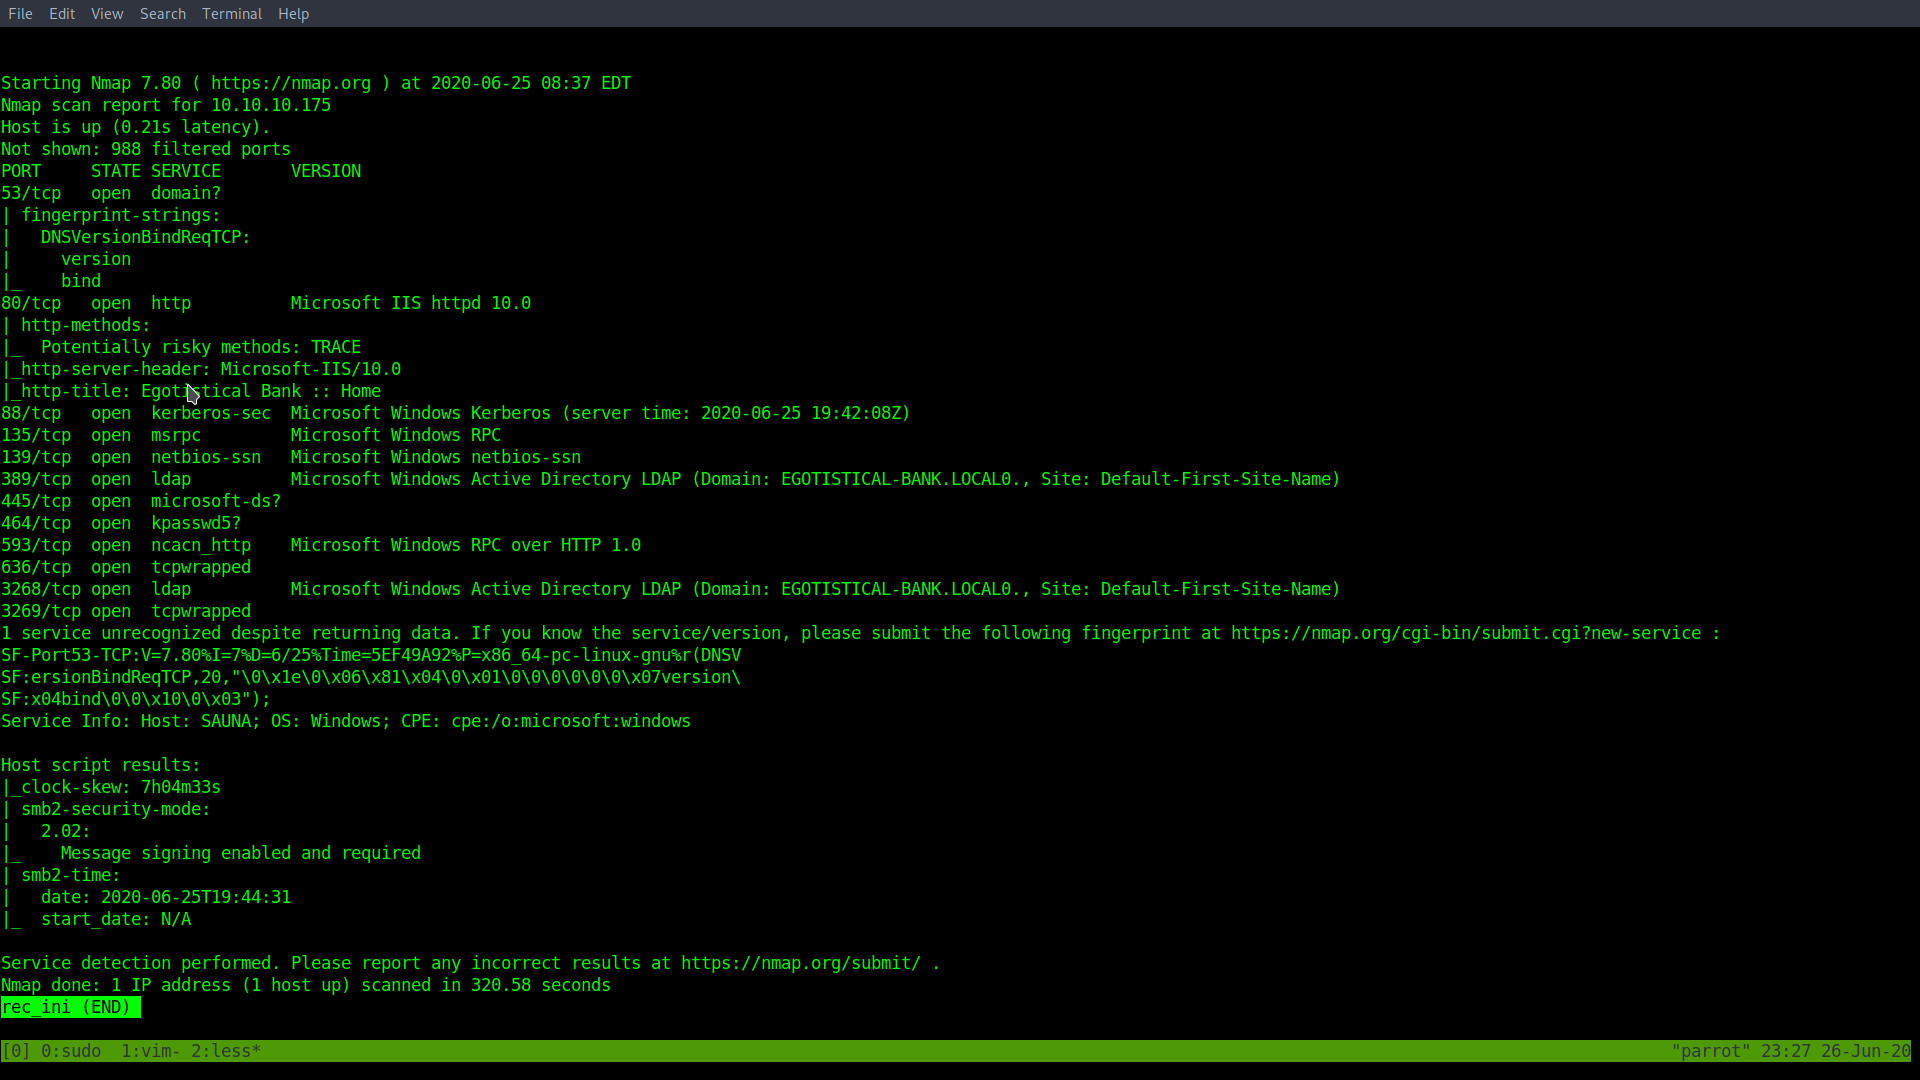 File Edit View Search Terminal Help
Starting Nmap 7.80 ( https://nmap.org ) at 2020-06-25 08:37 EDT
Nmap scan report for 10.10.10.175
Host is up (0.21s latency).
Not shown: 988 filtered ports
PORT     STATE SERVICE       VERSION
53/tcp   open  domain?
| fingerprint-strings:
|   DNSVersionBindReqTCP:
|     version
|_    bind
80/tcp   open  http          Microsoft IIS httpd 10.0
| http-methods:
|_  Potentially risky methods: TRACE
|_http-server-header: Microsoft-IIS/10.0
|_http-title: Egotistical Bank :: Home
88/tcp   open  kerberos-sec  Microsoft Windows Kerberos (server time: 2020-06-25 19:42:08Z)
135/tcp  open  msrpc         Microsoft Windows RPC
139/tcp  open  netbios-ssn   Microsoft Windows netbios-ssn
389/tcp  open  ldap          Microsoft Windows Active Directory LDAP (Domain: EGOTISTICAL-BANK.LOCAL0., Site: Default-First-Site-Name)
445/tcp  open  microsoft-ds?
464/tcp  open  kpasswd5?
593/tcp  open  ncacn_http    Microsoft Windows RPC over HTTP 1.0
636/tcp  open  tcpwrapped
3268/tcp open  ldap          Microsoft Windows Active Directory LDAP (Domain: EGOTISTICAL-BANK.LOCAL0., Site: Default-First-Site-Name)
3269/tcp open  tcpwrapped
1 service unrecognized despite returning data. If you know the service/version, please submit the following fingerprint at https://nmap.org/cgi-bin/submit.cgi?new-service :
SF-Port53-TCP:V=7.80%I=7%D=6/25%Time=5EF49A92%P=x86_64-pc-linux-gnu%r(DNSV
SF:ersionBindReqTCP,20,"\0\x1e\0\x06\x81\x04\0\x01\0\0\0\0\0\0\x07version\
SF:x04bind\0\0\x10\0\x03");
Service Info: Host: SAUNA; OS: Windows; CPE: cpe:/o:microsoft:windows
Host script results:
|_clock-skew: 7h04m33s
| smb2-security-mode:
|   2.02:
|_    Message signing enabled and required
| smb2-time:
|   date: 2020-06-25T19:44:31
|_  start_date: N/A
Service detection performed. Please report any incorrect results at https://nmap.org/submit/ .
Nmap done: 1 IP address (1 host up) scanned in 320.58 seconds
rec_ini (END)
[0] 0:sudo  1:vim- 2:less* "parrot" 23:27 26-Jun-20